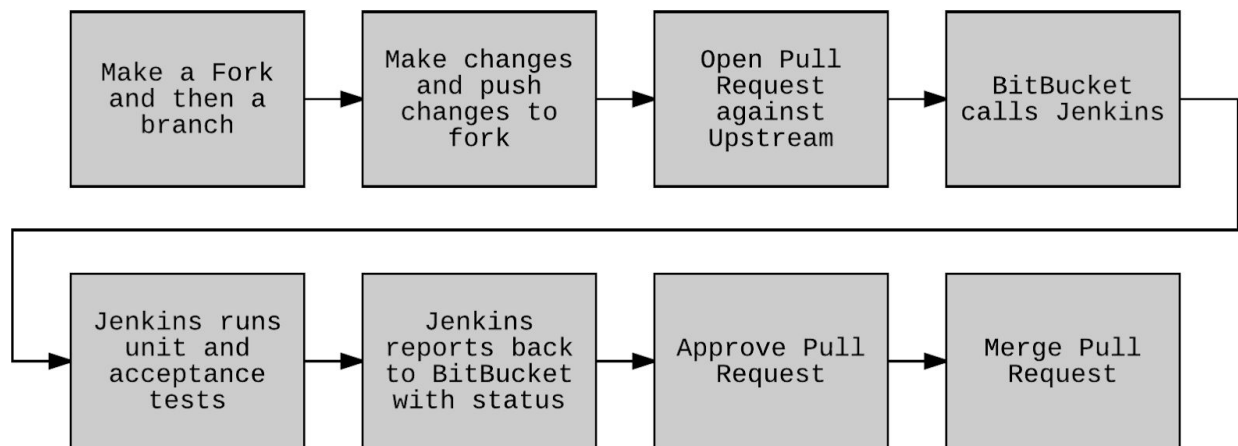 Make a Fork
and then a
branch
Make changes
and push
changes to
fork
Open Pull
Request
against
Upstream
BitBucket
calls Jenkins
Jenkins runs
unit and
acceptance
tests
Jenkins
reports back
to BitBucket
with status
Approve Pull
Request
Merge Pull
Request